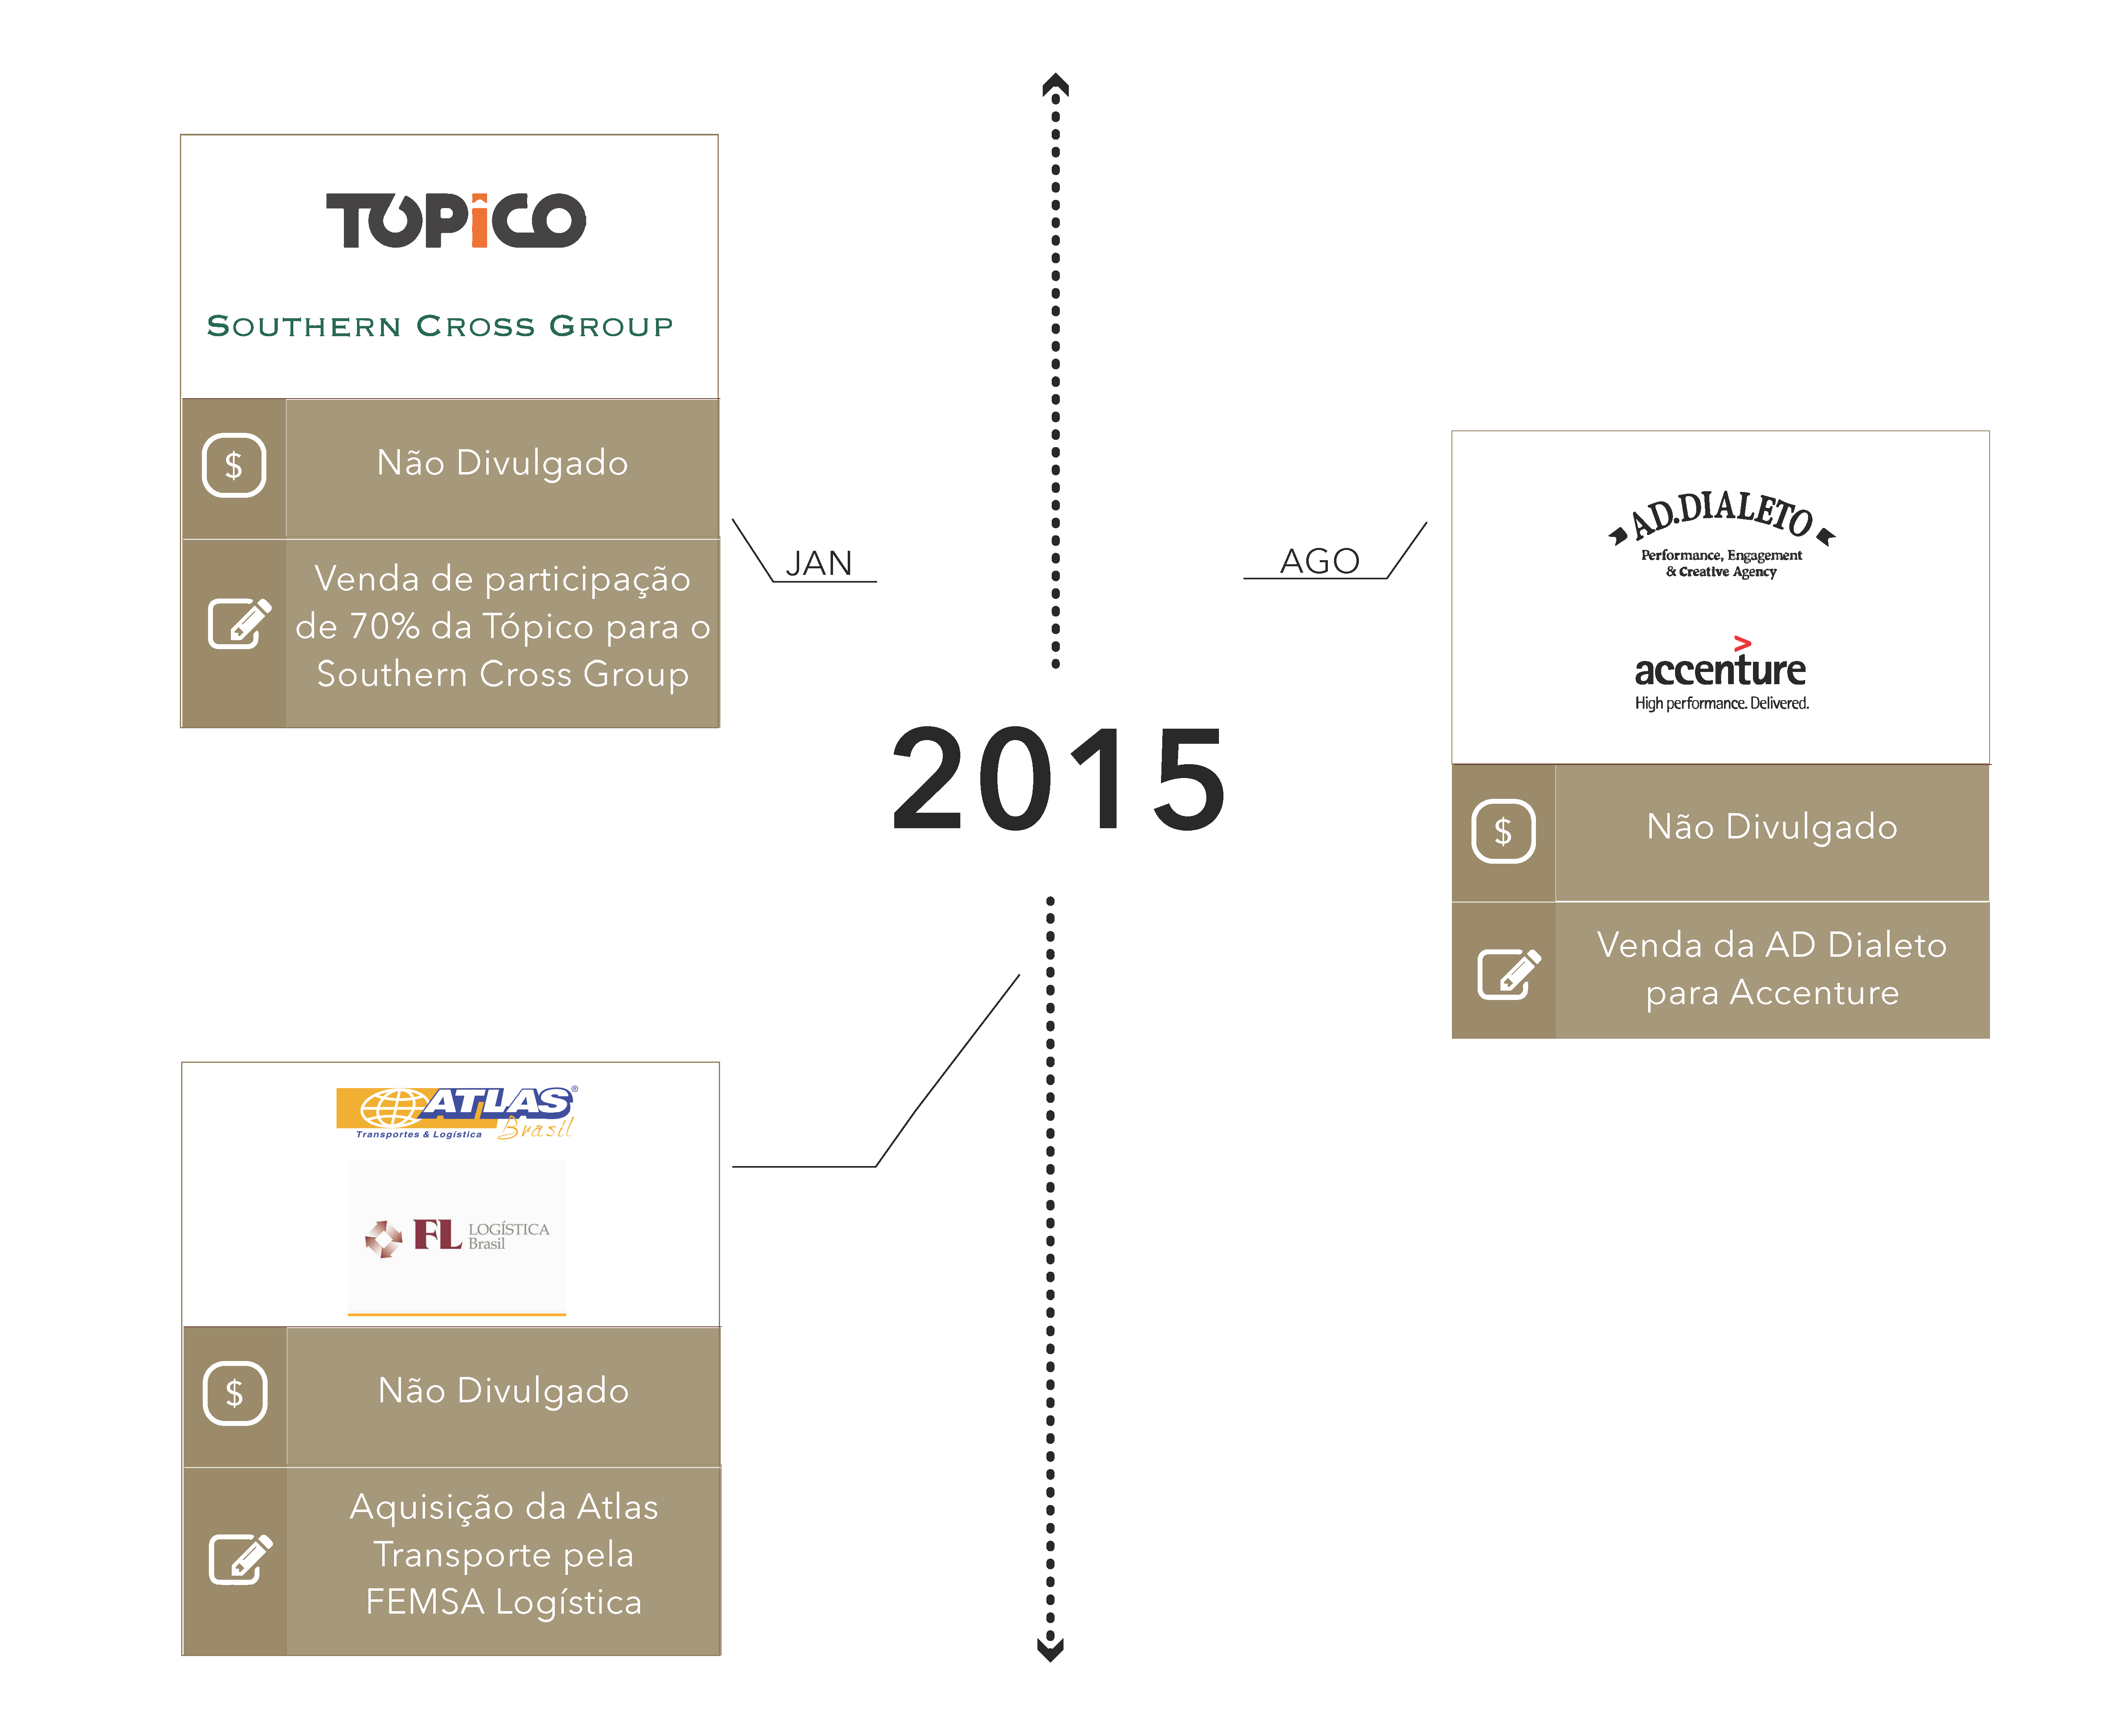 TÓPiCO
SOUTHERN CROSS GROUP
$
Não Divulgado
Venda de participação
de 70% da Tópico para o
Southern Cross Group
JAN
2015
AGO
AD.DIALETO
Performance, Engagement
& Creative Agency
>
accenture
High performance. Delivered.
$
Não Divulgado
Venda da AD Dialeto
para Accenture
ATLAS®
Brasil
Transportes & Logística
FL LOGÍSTICA
Brasil
$
Não Divulgado
Aquisição da Atlas
Transporte pela
FEMSA Logística